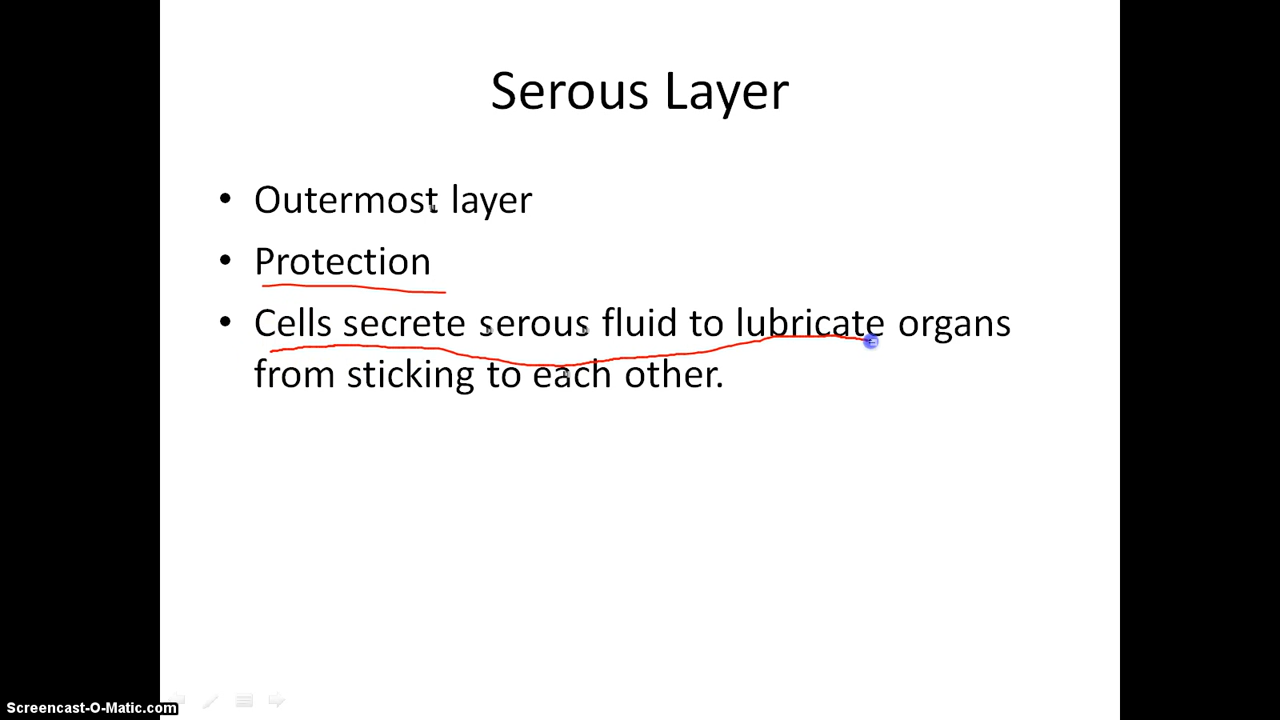 Serous Layer
• Outermost layer
• Protection
• Cells secrete serous fluid to lubricate organs
from sticking to each other.
Screencast-O-Matic.com